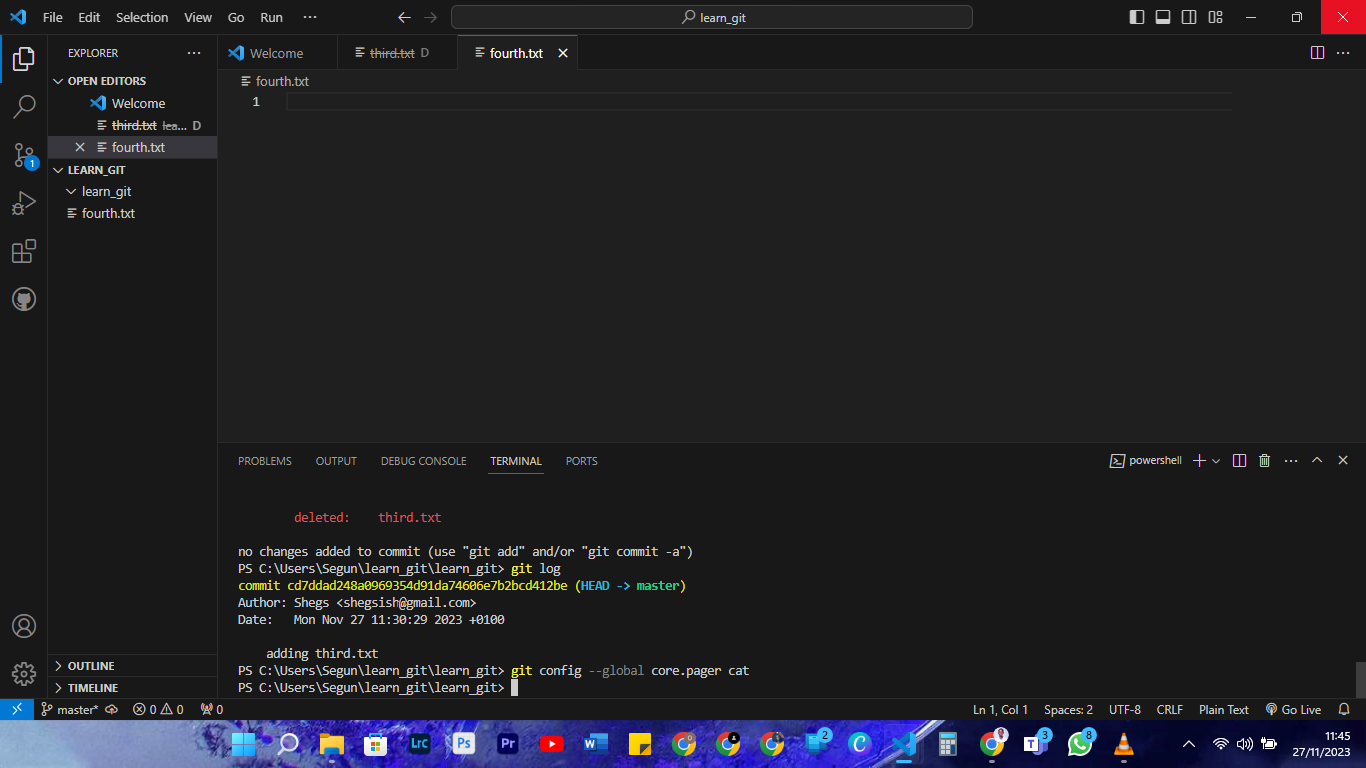 File Edit Selection View Go Run ··· learn_git
EXPLORER ···
OPEN EDITORS
Welcome
third.txt lea... D
fourth.txt
LEARN_GIT
learn_git
fourth.txt
OUTLINE
TIMELINE
1
Welcome third.txt D fourth.txt
fourth.txt
1
PROBLEMS OUTPUT DEBUG CONSOLE TERMINAL PORTS powershell
deleted: third.txt
no changes added to commit (use "git add" and/or "git commit -a")
PS C:\Users\Segun\learn_git\learn_git> git log
commit cd7ddad248a0969354d91da74606e7b2bcd412be (HEAD -> master)
Author: Shegs <shegsish@gmail.com>
Date: Mon Nov 27 11:30:29 2023 +0100
adding third.txt
PS C:\Users\Segun\learn_git\learn_git> git config --global core.pager cat
PS C:\Users\Segun\learn_git\learn_git>
master* 0 0 0 Ln 1, Col 1 Spaces: 2 UTF-8 CRLF Plain Text Go Live
Lrc Ps Pr W 2 C T 3 8 11:45
27/11/2023